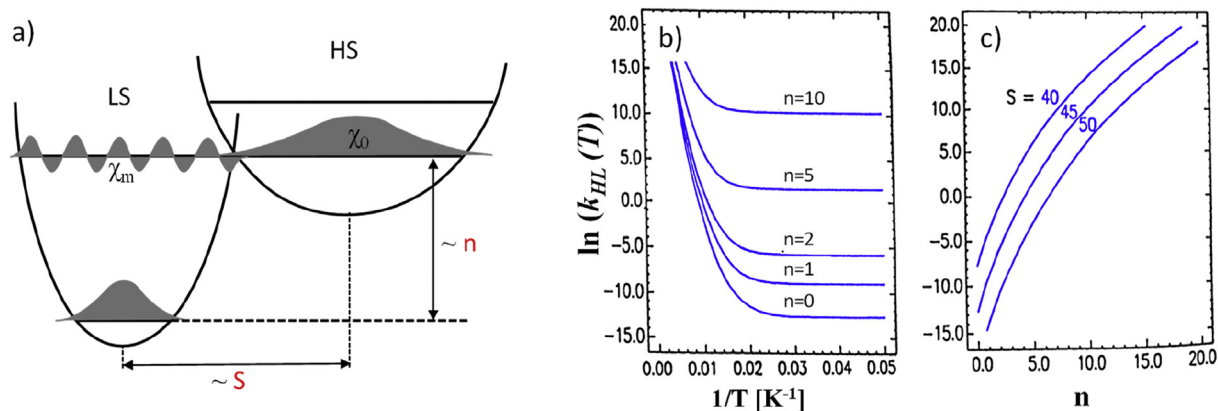 a)
HS
LS
χ₀
χₘ
~ n
~ S
b)
ln (k_HL (T))
20.0
15.0
10.0
5.0
0.0
−5.0
−10.0
−15.0
n=10
n=5
n=2
n=1
n=0
0.00 0.01 0.02 0.03 0.04 0.05
1/T [K⁻¹]
c)
20.0
15.0
10.0
5.0
0.0
−5.0
−10.0
−15.0
S = 40
45
50
0.0 5.0 10.0 15.0 20.0
n